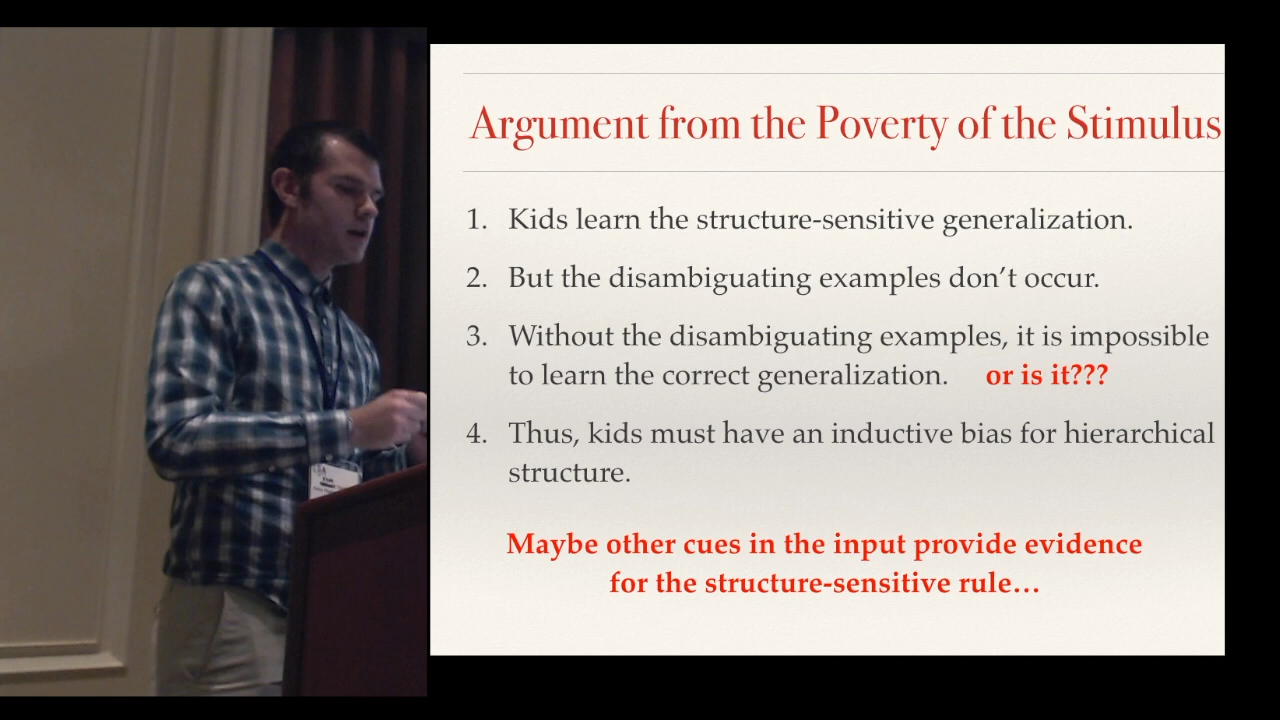 Argument from the Poverty of the Stimulus
1. Kids learn the structure-sensitive generalization.
2. But the disambiguating examples don’t occur.
3. Without the disambiguating examples, it is impossible
to learn the correct generalization. or is it???
4. Thus, kids must have an inductive bias for hierarchical
structure.
Maybe other cues in the input provide evidence
for the structure-sensitive rule…